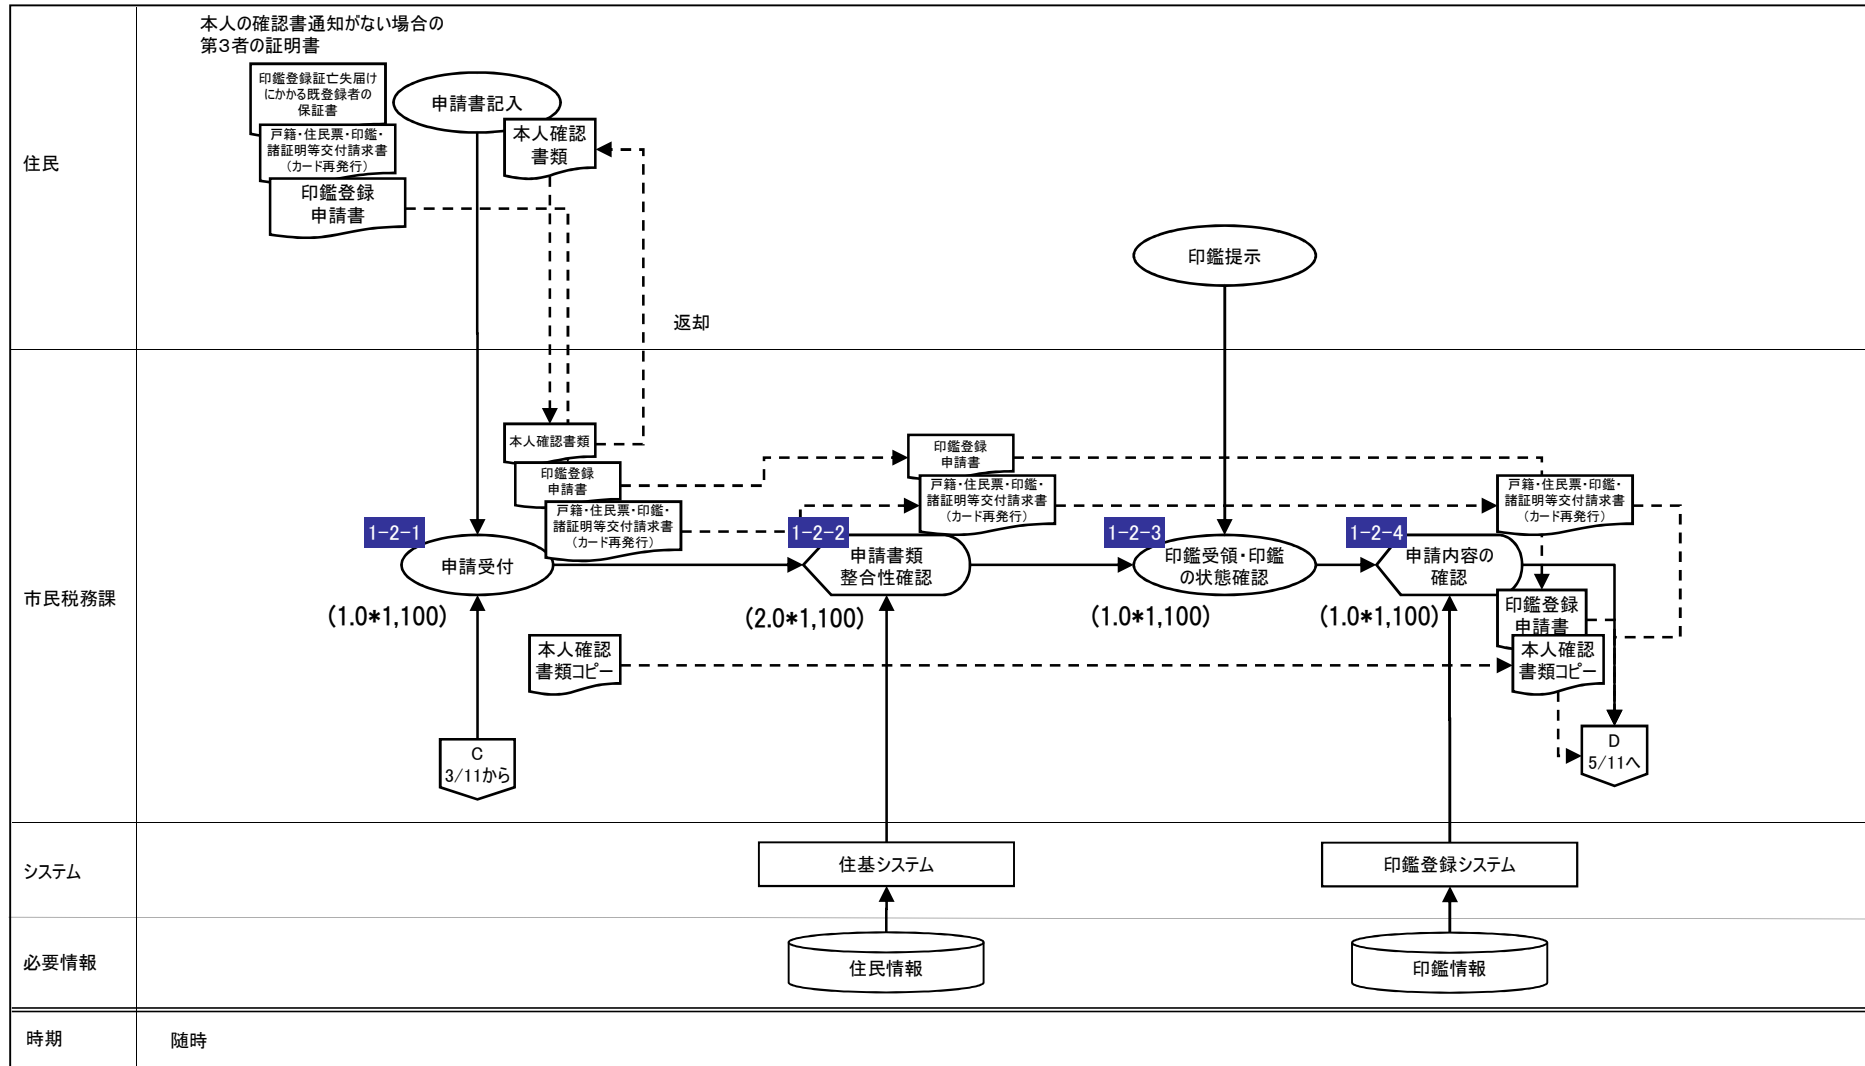 本人の確認書通知がない場合の
第3者の証明書
印鑑登録証亡失届け
にかかる既登録者の
保証書
戸籍・住民票・印鑑・
諸証明等交付請求書
(カード再発行)
印鑑登録
申請書
申請書記入
本人確認
書類
住民
印鑑提示
返却
本人確認書類
印鑑登録
申請書
戸籍・住民票・印鑑・
諸証明等交付請求書
(カード再発行)
印鑑登録
申請書
戸籍・住民票・印鑑・
諸証明等交付請求書
(カード再発行)
戸籍・住民票・印鑑・
諸証明等交付請求書
(カード再発行)
1-2-1
申請受付
(1.0*1,100)
1-2-2
申請書類
整合性確認
(2.0*1,100)
1-2-3
印鑑受領・印鑑
の状態確認
(1.0*1,100)
1-2-4
申請内容の
確認
(1.0*1,100)
市民税務課
印鑑登録
申請書
本人確認
書類コピー
本人確認
書類コピー
C
3/11から
D
5/11へ
システム
住基システム
印鑑登録システム
必要情報
住民情報
印鑑情報
時期
随時